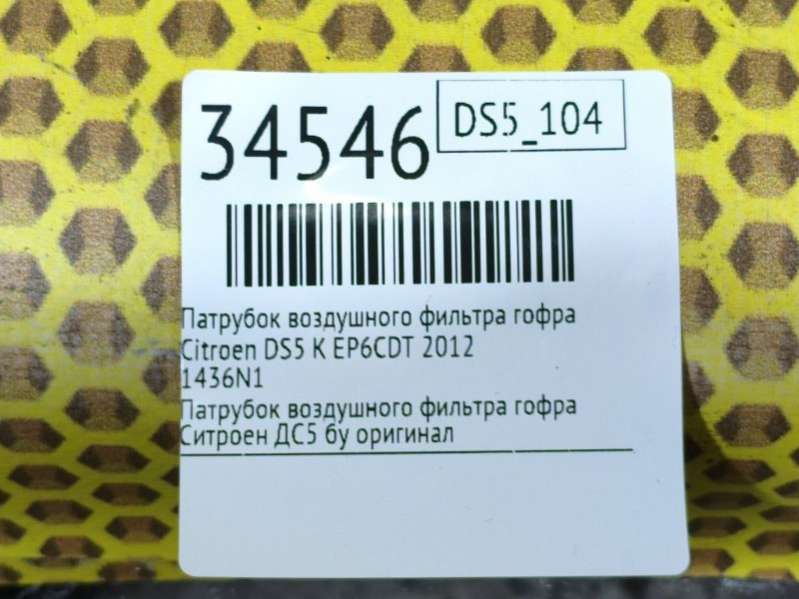 34546
DS5_104
Патрубок воздушного фильтра гофра
Citroen DS5 K EP6CDT 2012
1436N1
Патрубок воздушного фильтра гофра
Ситроен ДС5 бу оригинал